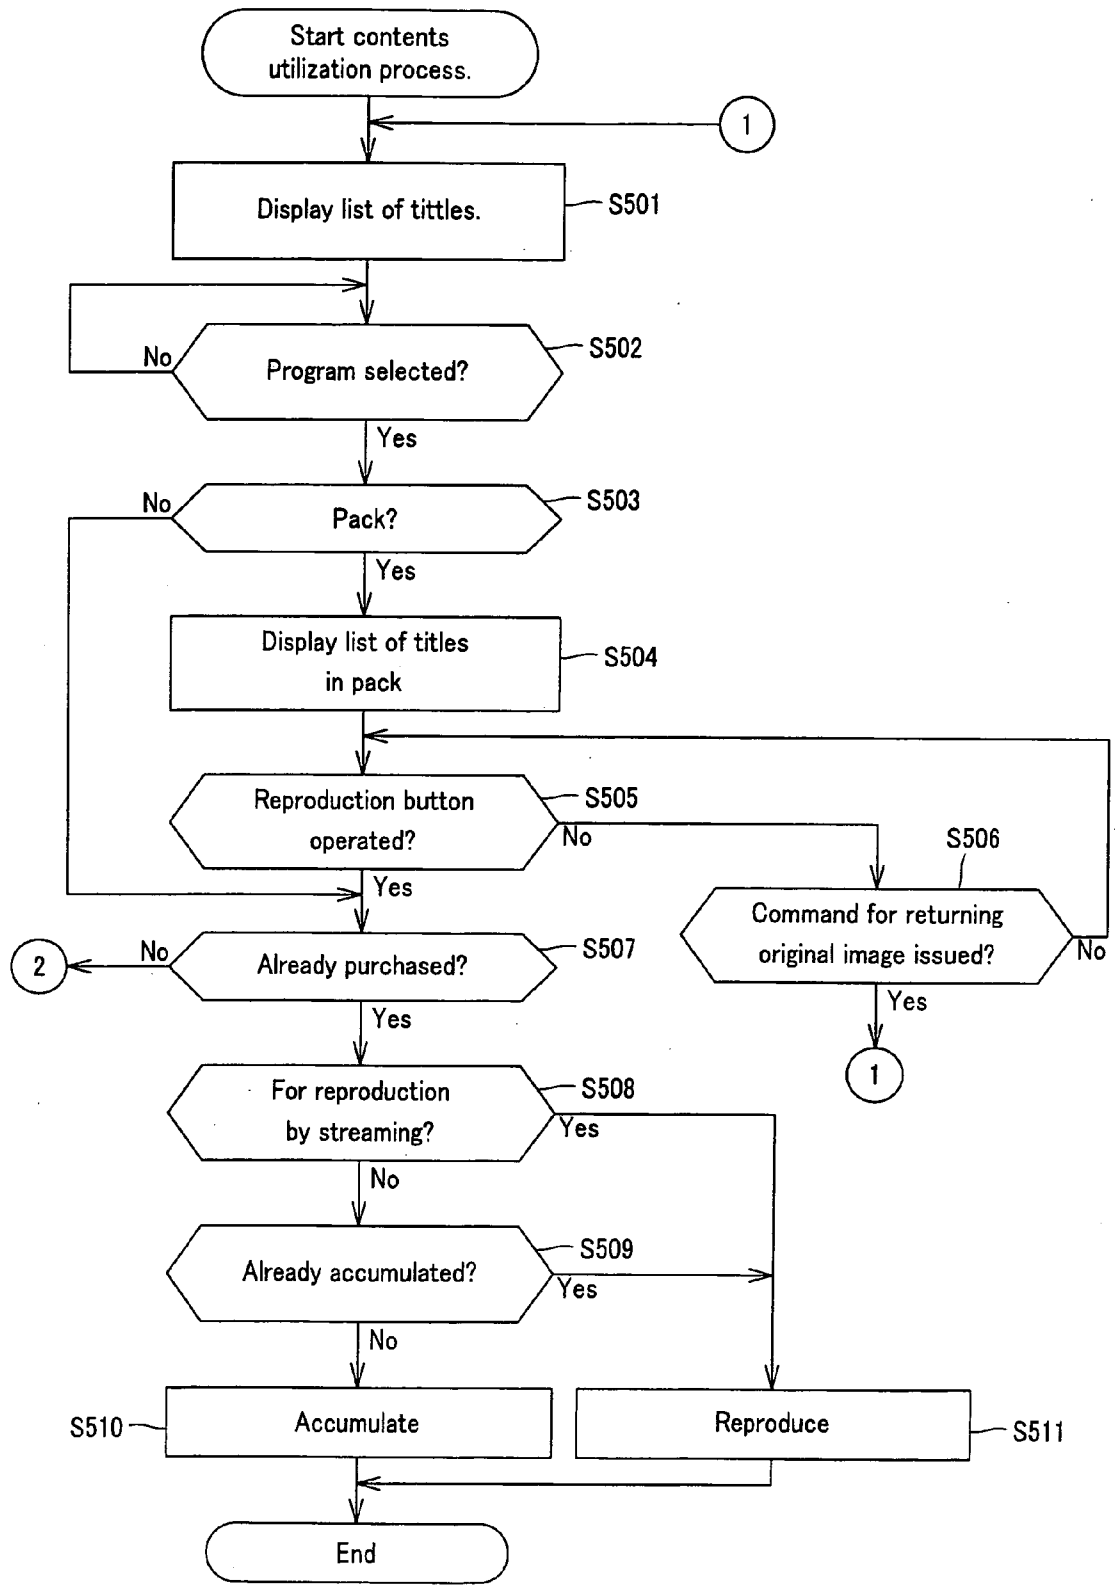 Start contents
utilization process.
1
Display list of tittles.
S501
S502
No
Program selected?
Yes
No
S503
Pack?
Yes
Display list of titles
in pack
S504
Reproduction button
operated?
S505
No
S506
Yes
Command for returning
original image issued?
No
2
No
Already purchased?
S507
Yes
Yes
1
For reproduction
by streaming?
S508
Yes
No
Already accumulated?
S509
Yes
No
S510
Accumulate
Reproduce
S511
End